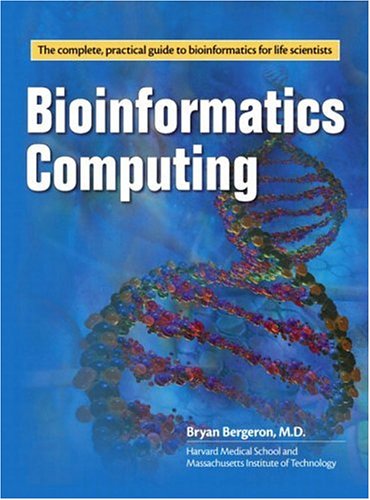 The complete, practical guide to bioinformatics for life scientists
Bioinformatics
Computing
Bryan Bergeron, M.D.
Harvard Medical School and
Massachusetts Institute of Technology